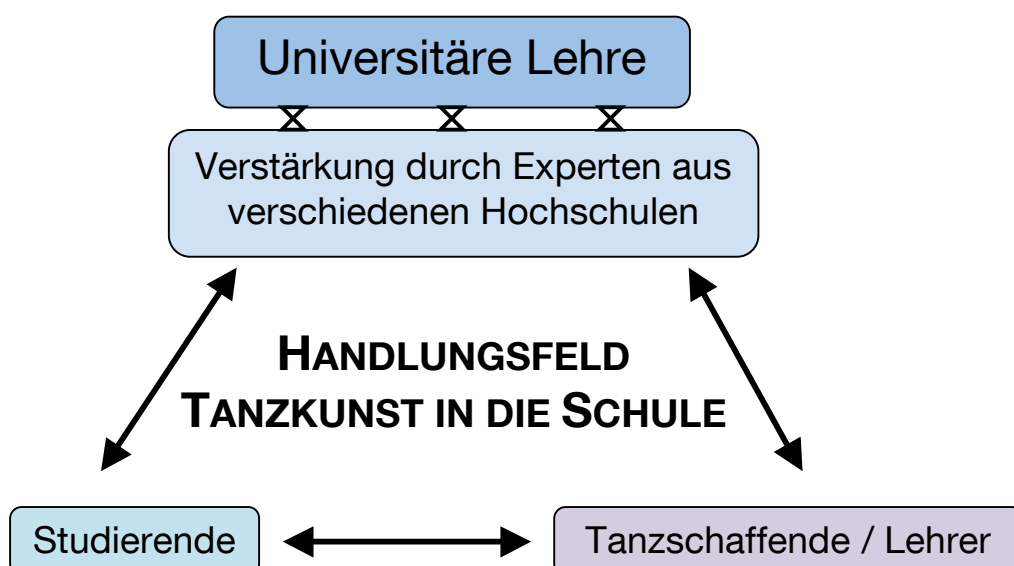 Universitäre Lehre
Verstärkung durch Experten aus
verschiedenen Hochschulen
HANDLUNGSFELD
TANZKUNST IN DIE SCHULE
Studierende
Tanzschaffende / Lehrer